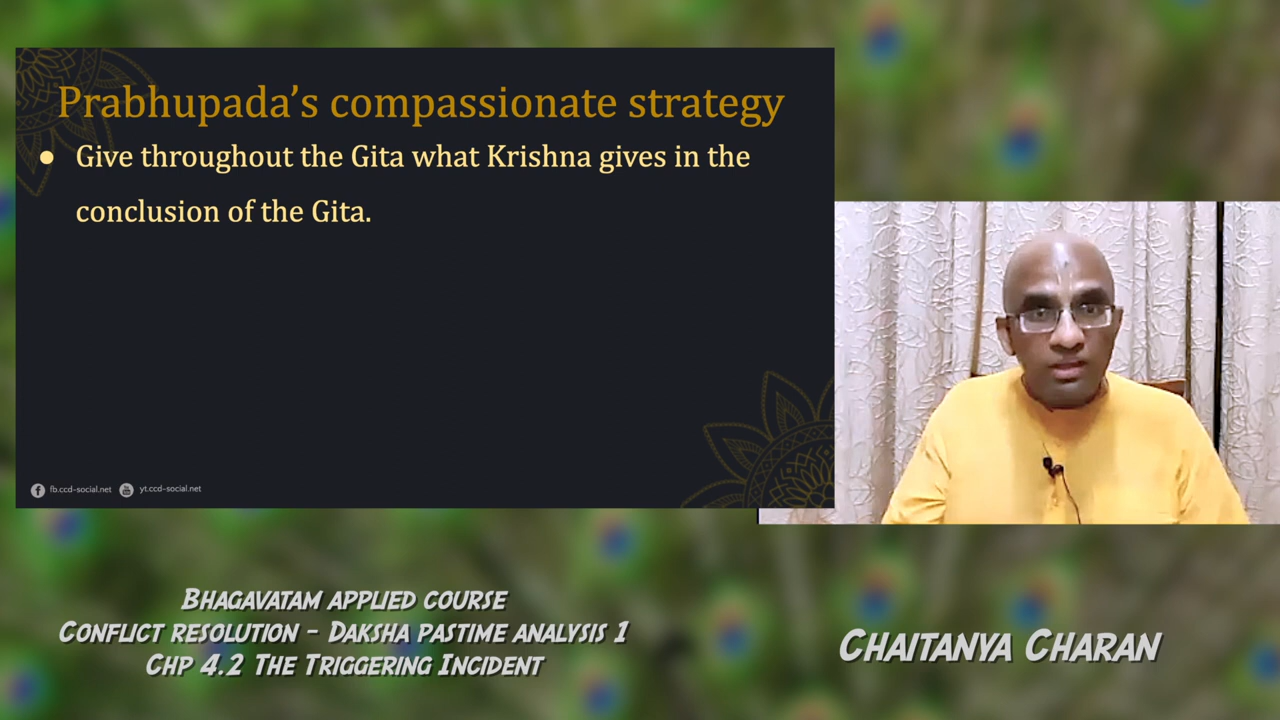 Prabhupada’s compassionate strategy
● Give throughout the Gita what Krishna gives in the
conclusion of the Gita.
fb.ccd-social.net yt.ccd-social.net
Bhagavatam applied course
Conflict resolution - Daksha pastime analysis 1
Chp 4.2 The Triggering Incident
Chaitanya Charan